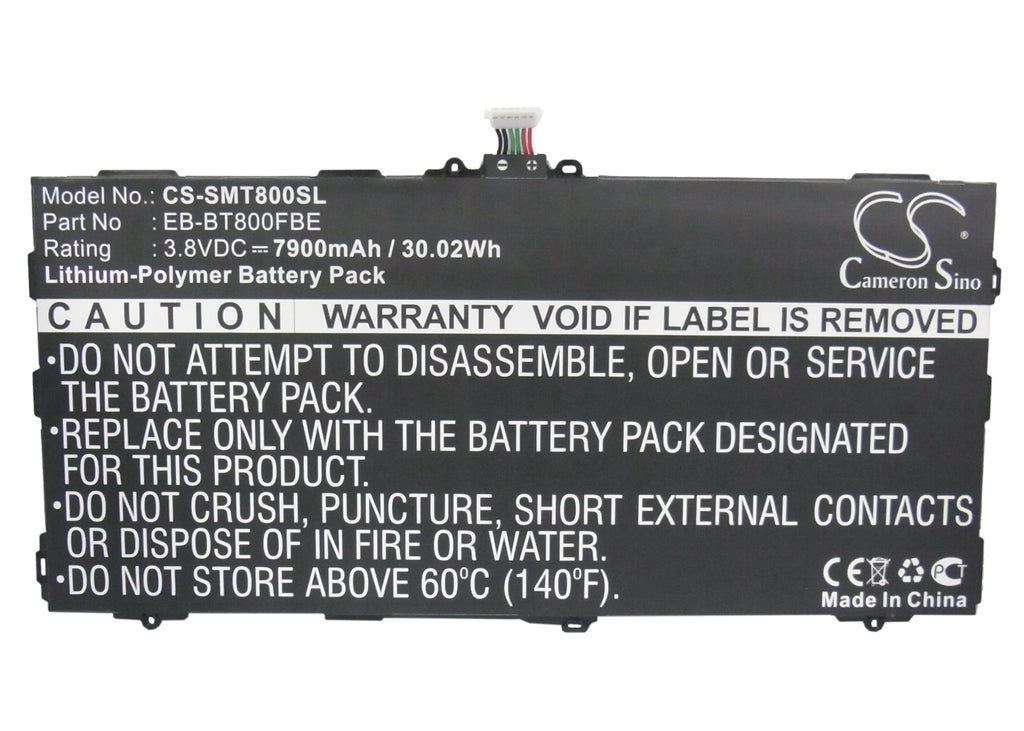 Model No.: CS-SMT800SL
Part No : EB-BT800FBE
Rating : 3.8VDC⎓7900mAh / 30.02Wh
Lithium-Polymer Battery Pack
CS
®
Cameron Sino
CAUTION WARRANTY VOID IF LABEL IS REMOVED
•DO NOT ATTEMPT TO DISASSEMBLE, OPEN OR SERVICE
THE BATTERY PACK.
•REPLACE ONLY WITH THE BATTERY PACK DESIGNATED
FOR THIS PRODUCT.
•DO NOT CRUSH, PUNCTURE, SHORT EXTERNAL CONTACTS
OR DISPOSE OF IN FIRE OR WATER.
•DO NOT STORE ABOVE 60°C (140°F).
CE PCT
Made In China